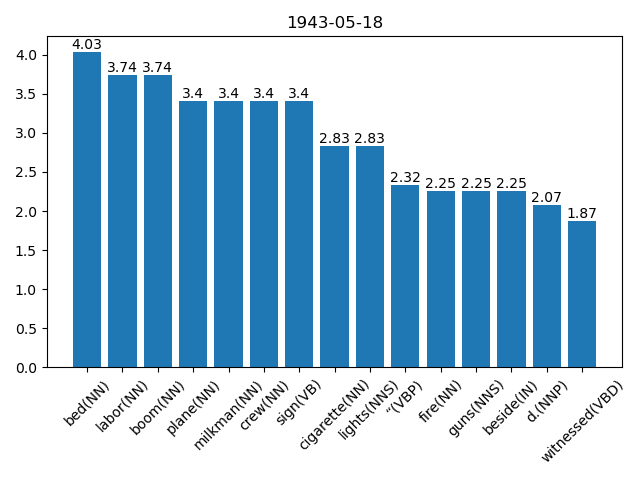 1943-05-18
4.03
3.74 3.74
3.4 3.4 3.4 3.4
2.83 2.83
2.32
2.25 2.25 2.25
2.07
1.87
4.0
3.5
3.0
2.5
2.0
1.5
1.0
0.5
0.0
bed(NN)
labor(NN)
boom(NN)
plane(NN)
milkman(NN)
crew(NN)
sign(VB)
cigarette(NN)
lights(NNS)
“(VBP)
fire(NN)
guns(NNS)
beside(IN)
d.(NNP)
witnessed(VBD)